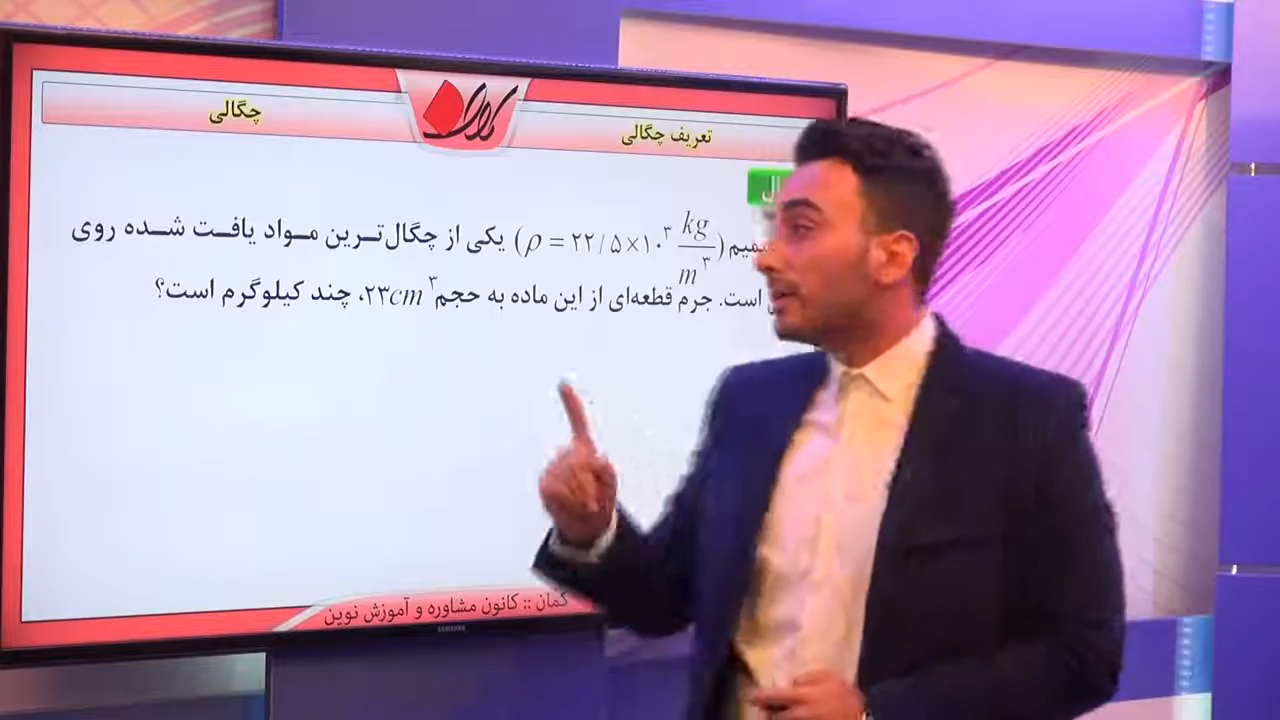 تعریف چگالی
چگالی
(ρ = ۲۲/۵×۱۰³ kg/m³) یکی از چگال‌ترین مواد یافت شده روی
است. جرم قطعه‌ای از این ماده به حجم ۲۳cm³، چند کیلوگرم است؟
کمان :: کانون مشاوره و آموزش نوین
SAMSUNG